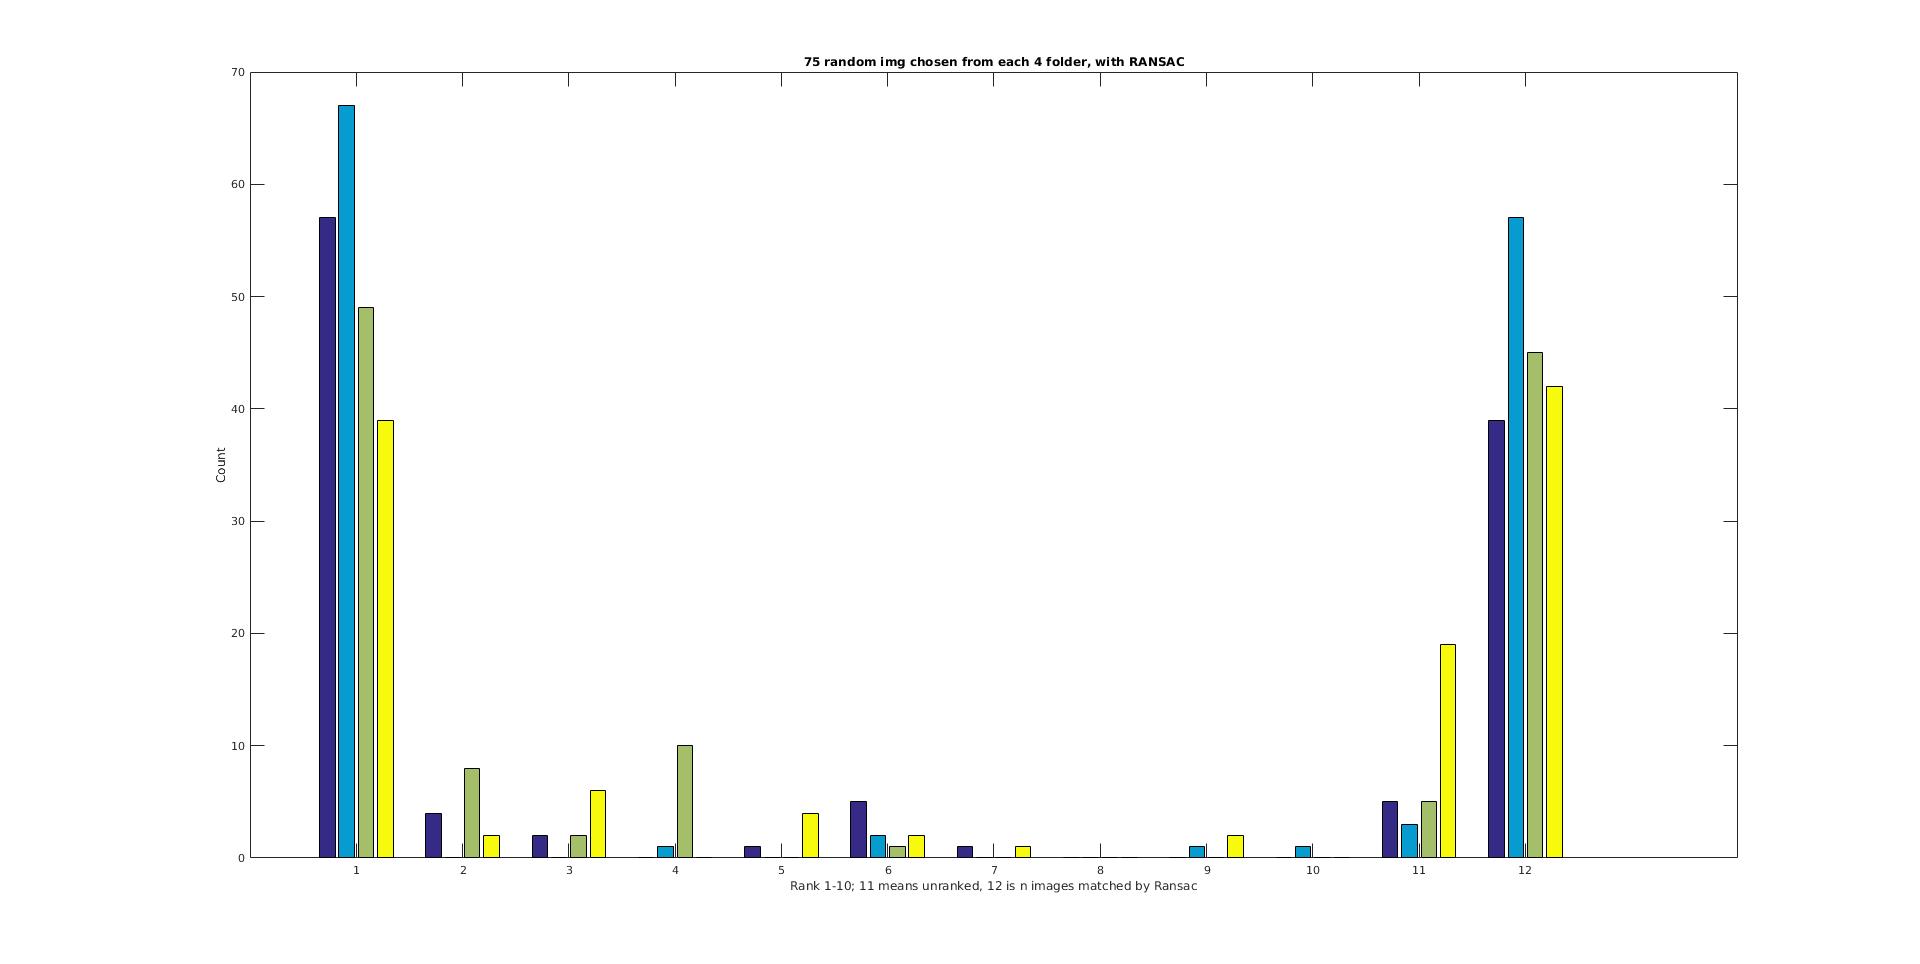 75 random img chosen from each 4 folder, with RANSAC
70
60
50
40
30
20
10
0
Count
1 2 3 4 5 6 7 8 9 10 11 12
Rank 1-10; 11 means unranked, 12 is n images matched by Ransac